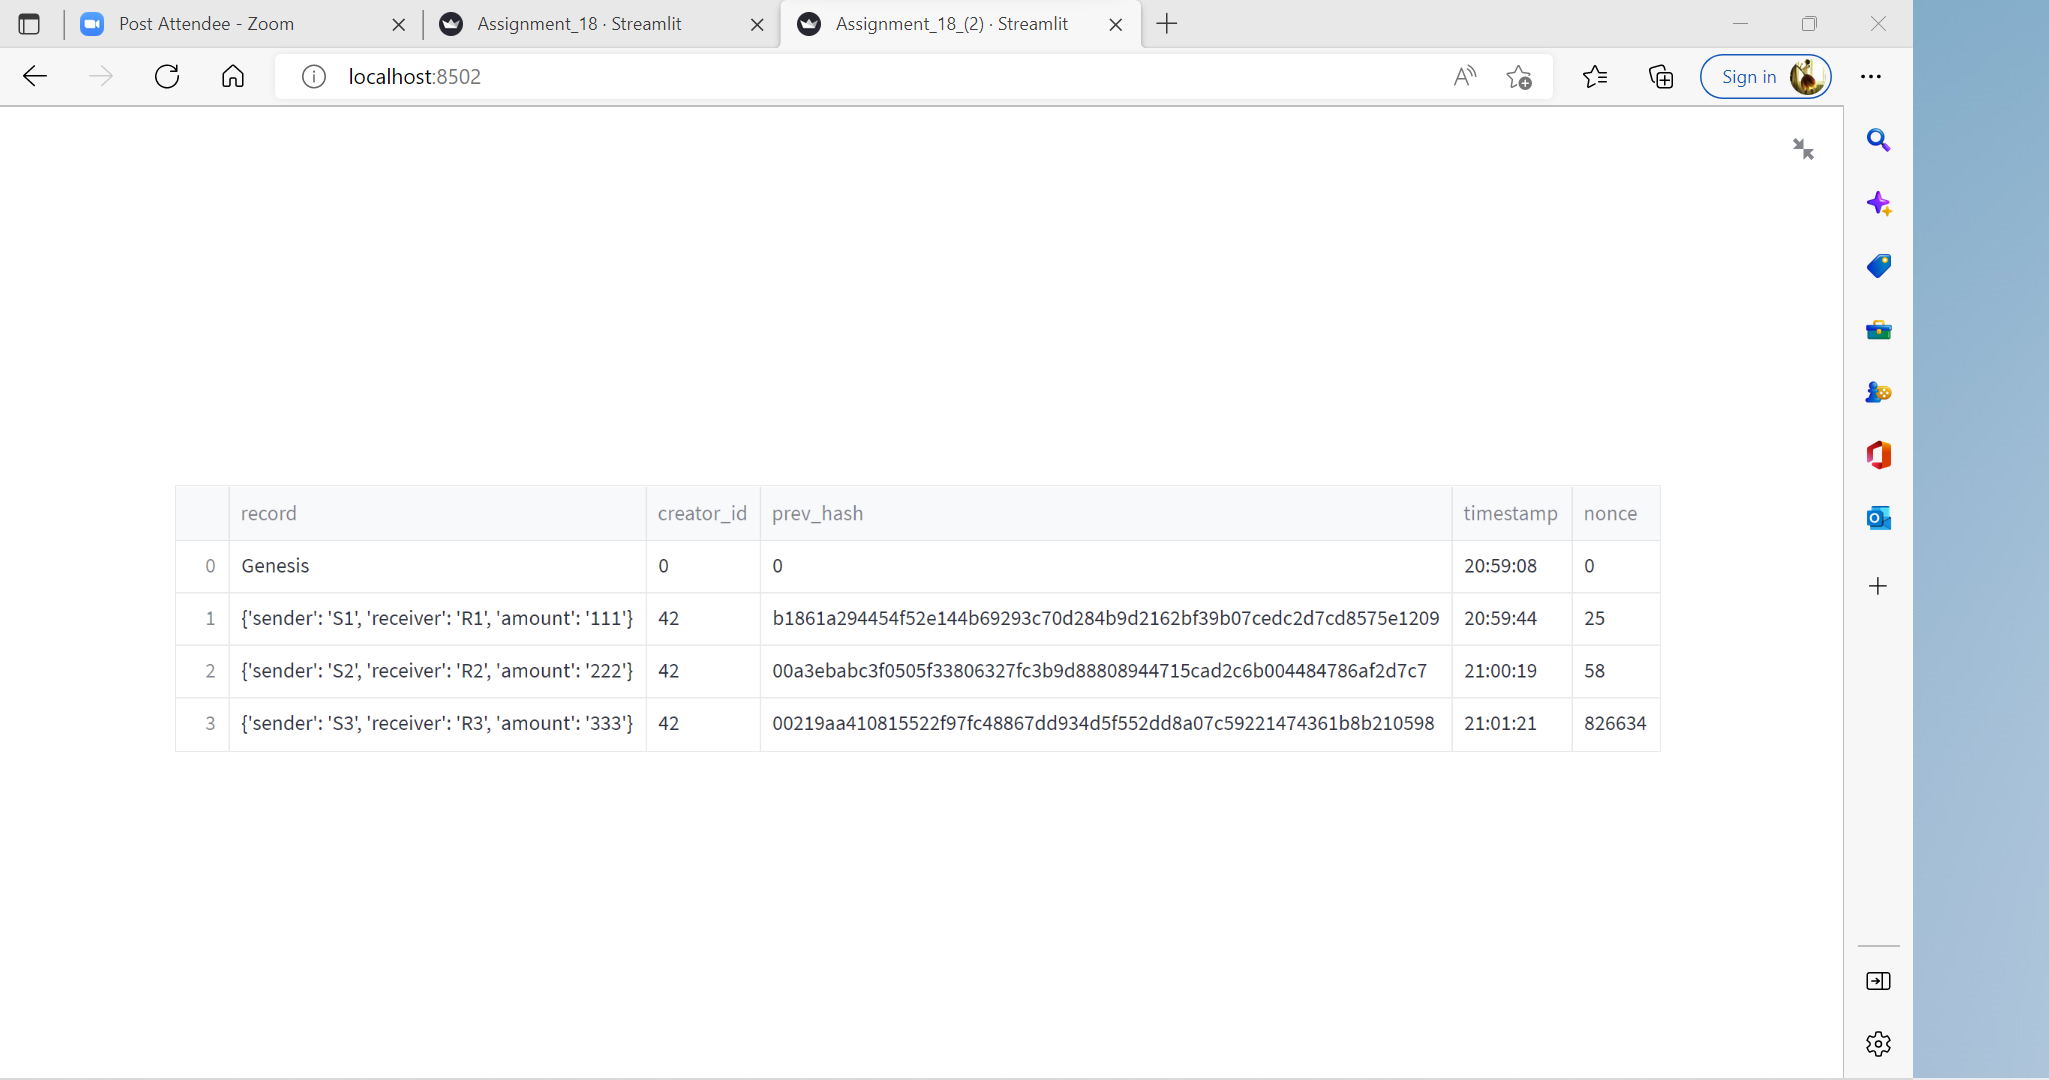 Post Attendee - Zoom
Assignment_18 · Streamlit
Assignment_18_(2) · Streamlit
localhost:8502
Sign in
record creator_id prev_hash timestamp nonce
0 Genesis 0 0 20:59:08 0
1 {'sender': 'S1', 'receiver': 'R1', 'amount': '111'} 42 b1861a294454f52e144b69293c70d284b9d2162bf39b07cedc2d7cd8575e1209 20:59:44 25
2 {'sender': 'S2', 'receiver': 'R2', 'amount': '222'} 42 00a3ebabc3f0505f33806327fc3b9d88808944715cad2c6b004484786af2d7c7 21:00:19 58
3 {'sender': 'S3', 'receiver': 'R3', 'amount': '333'} 42 00219aa410815522f97fc48867dd934d5f552dd8a07c59221474361b8b210598 21:01:21 826634